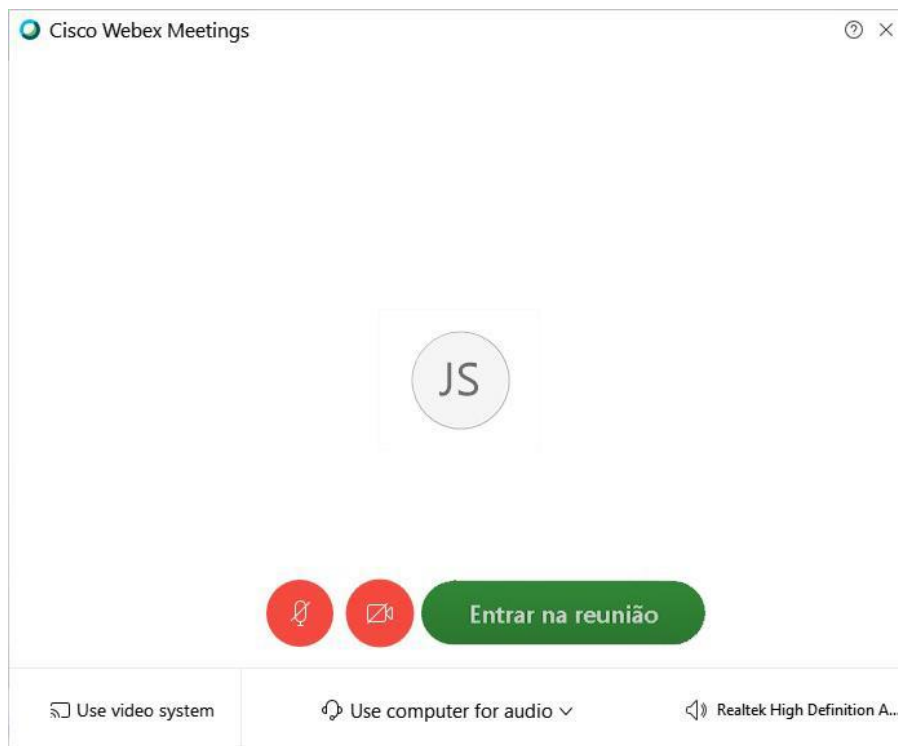 Cisco Webex Meetings
JS
Entrar na reunião
Use video system
Use computer for audio
Realtek High Definition A...